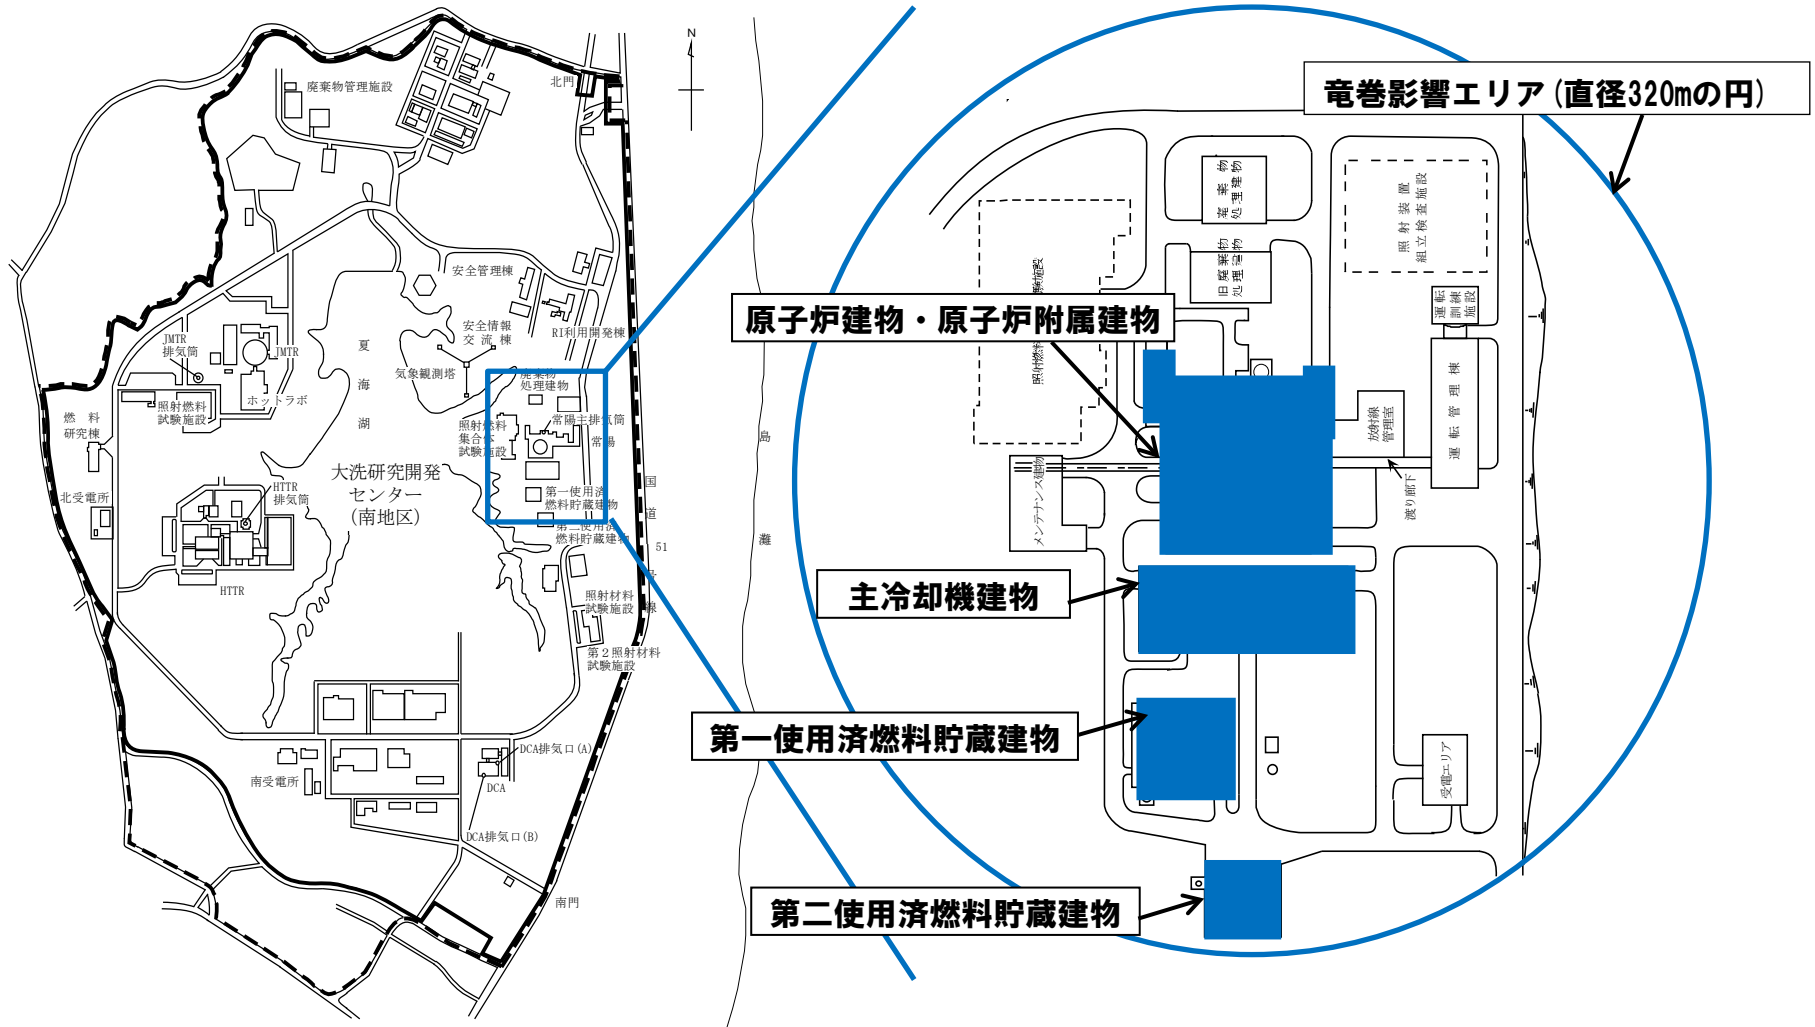 N
北門
廃棄物管理施設
安全管理棟
安全情報
交流棟
RI利用開発棟
気象観測塔
JMTR
排気筒
JMTR
ホットラボ
照射燃料
試験施設
燃料
研究棟
北受電所
夏海湖
廃棄物
処理建物
常陽主排気筒
常陽
照射燃料
集合体
試験施設
第一使用済
燃料貯蔵建物
第二使用済
燃料貯蔵建物
大洗研究開発
センター
(南地区)
HTTR
排気筒
HTTR
照射材料
試験施設
第2照射材料
試験施設
国道51号線
鹿島灘
南受電所
DCA排気口(A)
DCA
DCA排気口(B)
南門
竜巻影響エリア(直径320mの円)
廃棄物
処理建物
旧廃棄物
処理建物
照射装置
組立検査施設
運転
訓練
施設
運転管理棟
放射線
管理室
渡り廊下
メンテナンス建物
受電エリア
原子炉建物・原子炉附属建物
主冷却機建物
第一使用済燃料貯蔵建物
第二使用済燃料貯蔵建物